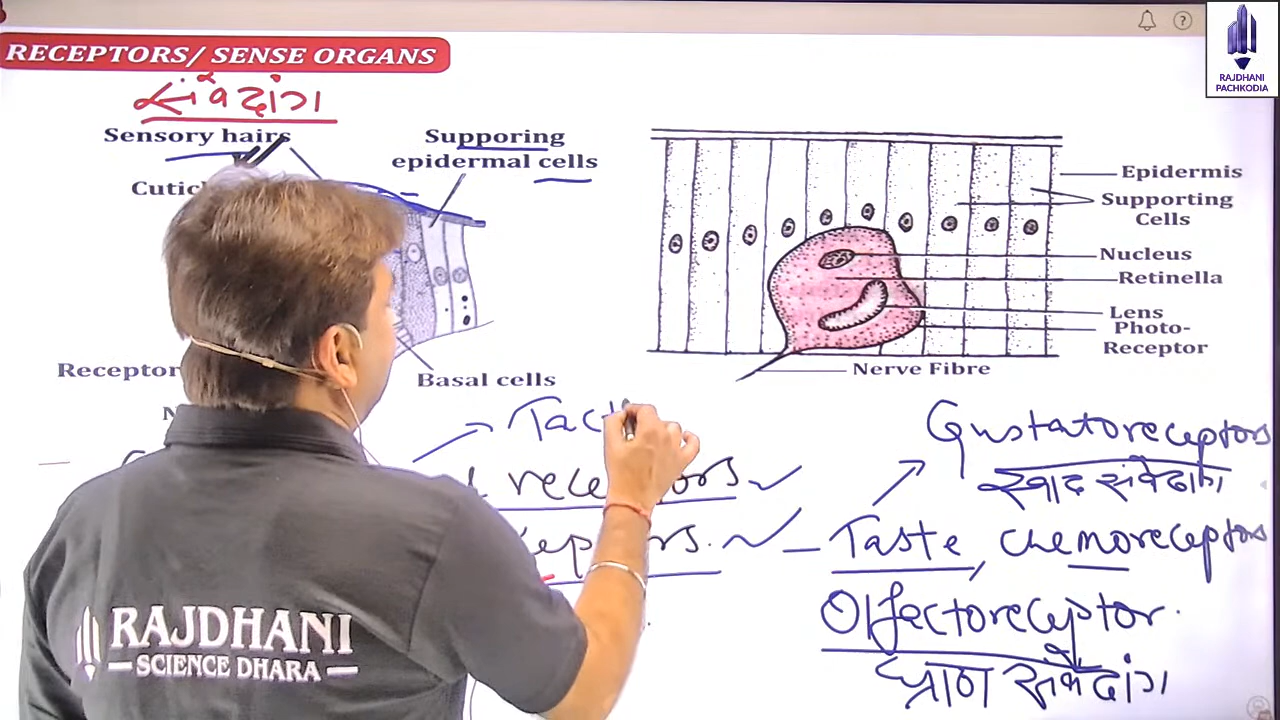 RECEPTORS/ SENSE ORGANS
RAJDHANI
PACHKODIA
संवेदांग
Sensory hairs
Supporing
epidermal cells
Epidermis
Supporting
Cells
Nucleus
Retinella
Lens
Photo-
Receptor
Nerve Fibre
Receptor
Basal cells
Gustatoreceptors
स्वाद संवेदांग
Taste, chemoreceptors
Olfectoreceptor.
घ्राण संवेदांग
RAJDHANI
SCIENCE DHARA